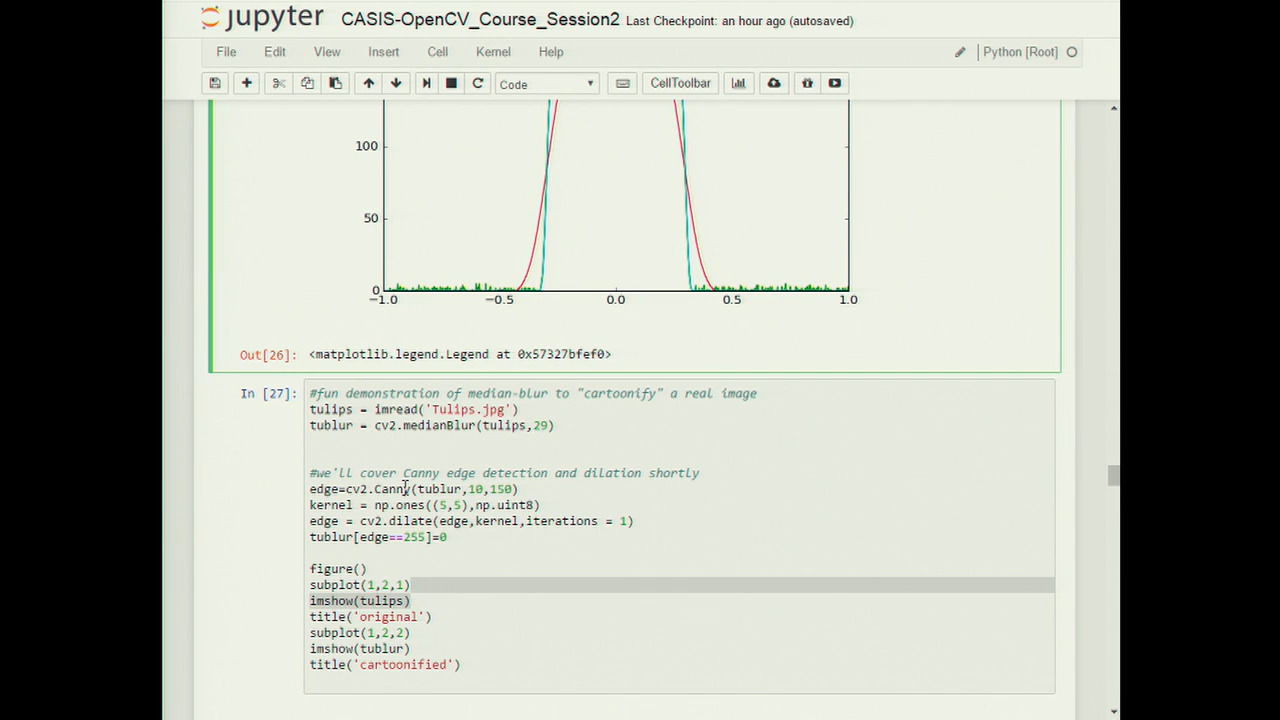 jupyter CASIS-OpenCV_Course_Session2 Last Checkpoint: an hour ago (autosaved)
File Edit View Insert Cell Kernel Help Python [Root]
Code CellToolbar
100
50
0
−1.0 −0.5 0.0 0.5 1.0
Out[26]: <matplotlib.legend.Legend at 0x57327bfef0>
In [27]: #fun demonstration of median-blur to "cartoonify" a real image
tulips = imread('Tulips.jpg')
tublur = cv2.medianBlur(tulips,29)
#we'll cover Canny edge detection and dilation shortly
edge=cv2.Canny(tublur,10,150)
kernel = np.ones((5,5),np.uint8)
edge = cv2.dilate(edge,kernel,iterations = 1)
tublur[edge==255]=0
figure()
subplot(1,2,1)
imshow(tulips)
title('original')
subplot(1,2,2)
imshow(tublur)
title('cartoonified')